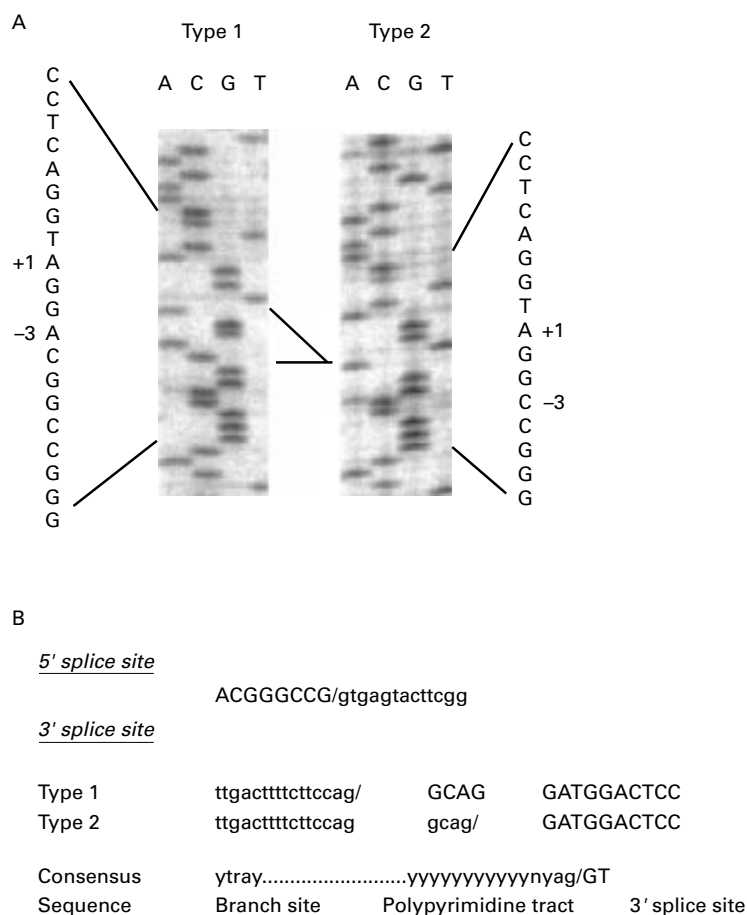 A
Type 1 Type 2
A C G T A C G T
C
C
T
C
A
G
G
T
+1 A
G
G
−3 A
C
G
G
C
C
G
G
G
C
C
T
C
A
G
G
T
A +1
G
G
C −3
C
G
G
G
B
5' splice site
ACGGGCCG/gtgagtacttcgg
3' splice site
Type 1 ttgacttttcttccag/ GCAG GATGGACTCC
Type 2 ttgacttttcttccag gcag/ GATGGACTCC
Consensus ytray.........................yyyyyyyyyyynyag/GT
Sequence Branch site Polypyrimidine tract 3' splice site